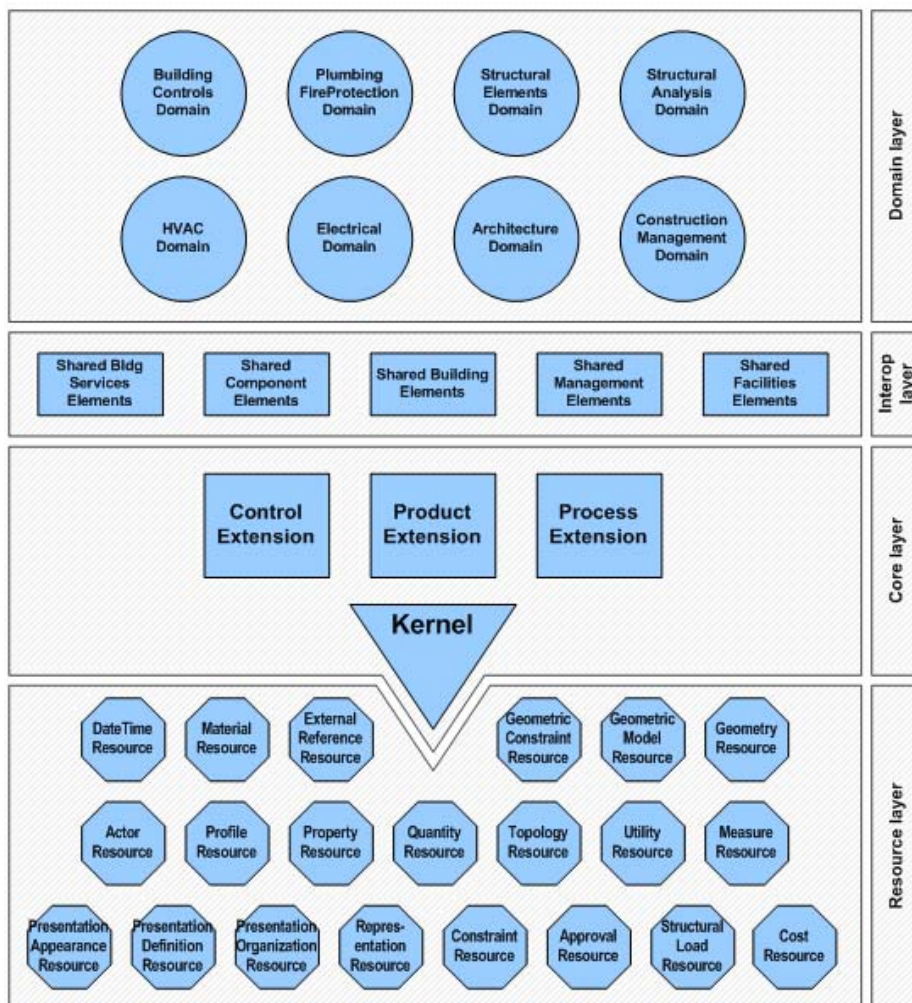 Building
Controls
Domain
Plumbing
FireProtection
Domain
Structural
Elements
Domain
Structural
Analysis
Domain
HVAC
Domain
Electrical
Domain
Architecture
Domain
Construction
Management
Domain
Domain layer
Shared Bldg
Services
Elements
Shared
Component
Elements
Shared Building
Elements
Shared
Management
Elements
Shared
Facilities
Elements
Interop
layer
Control
Extension
Product
Extension
Process
Extension
Kernel
Core layer
DateTime
Resource
Material
Resource
External
Reference
Resource
Geometric
Constraint
Resource
Geometric
Model
Resource
Geometry
Resource
Actor
Resource
Profile
Resource
Property
Resource
Quantity
Resource
Topology
Resource
Utility
Resource
Measure
Resource
Presentation
Appearance
Resource
Presentation
Definition
Resource
Presentation
Organization
Resource
Repres-
entation
Resource
Constraint
Resource
Approval
Resource
Structural
Load
Resource
Cost
Resource
Resource layer